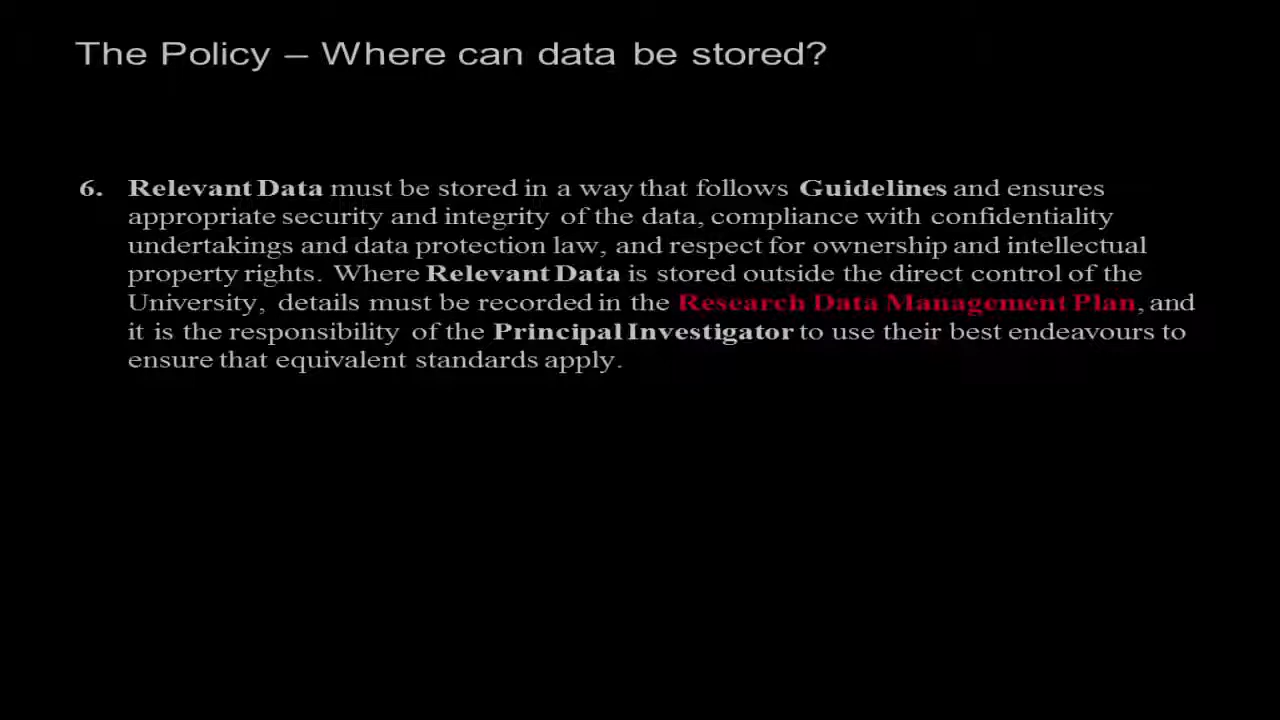 The Policy – Where can data be stored?
6. Relevant Data must be stored in a way that follows Guidelines and ensures
appropriate security and integrity of the data, compliance with confidentiality
undertakings and data protection law, and respect for ownership and intellectual
property rights. Where Relevant Data is stored outside the direct control of the
University, details must be recorded in the Research Data Management Plan, and
it is the responsibility of the Principal Investigator to use their best endeavours to
ensure that equivalent standards apply.